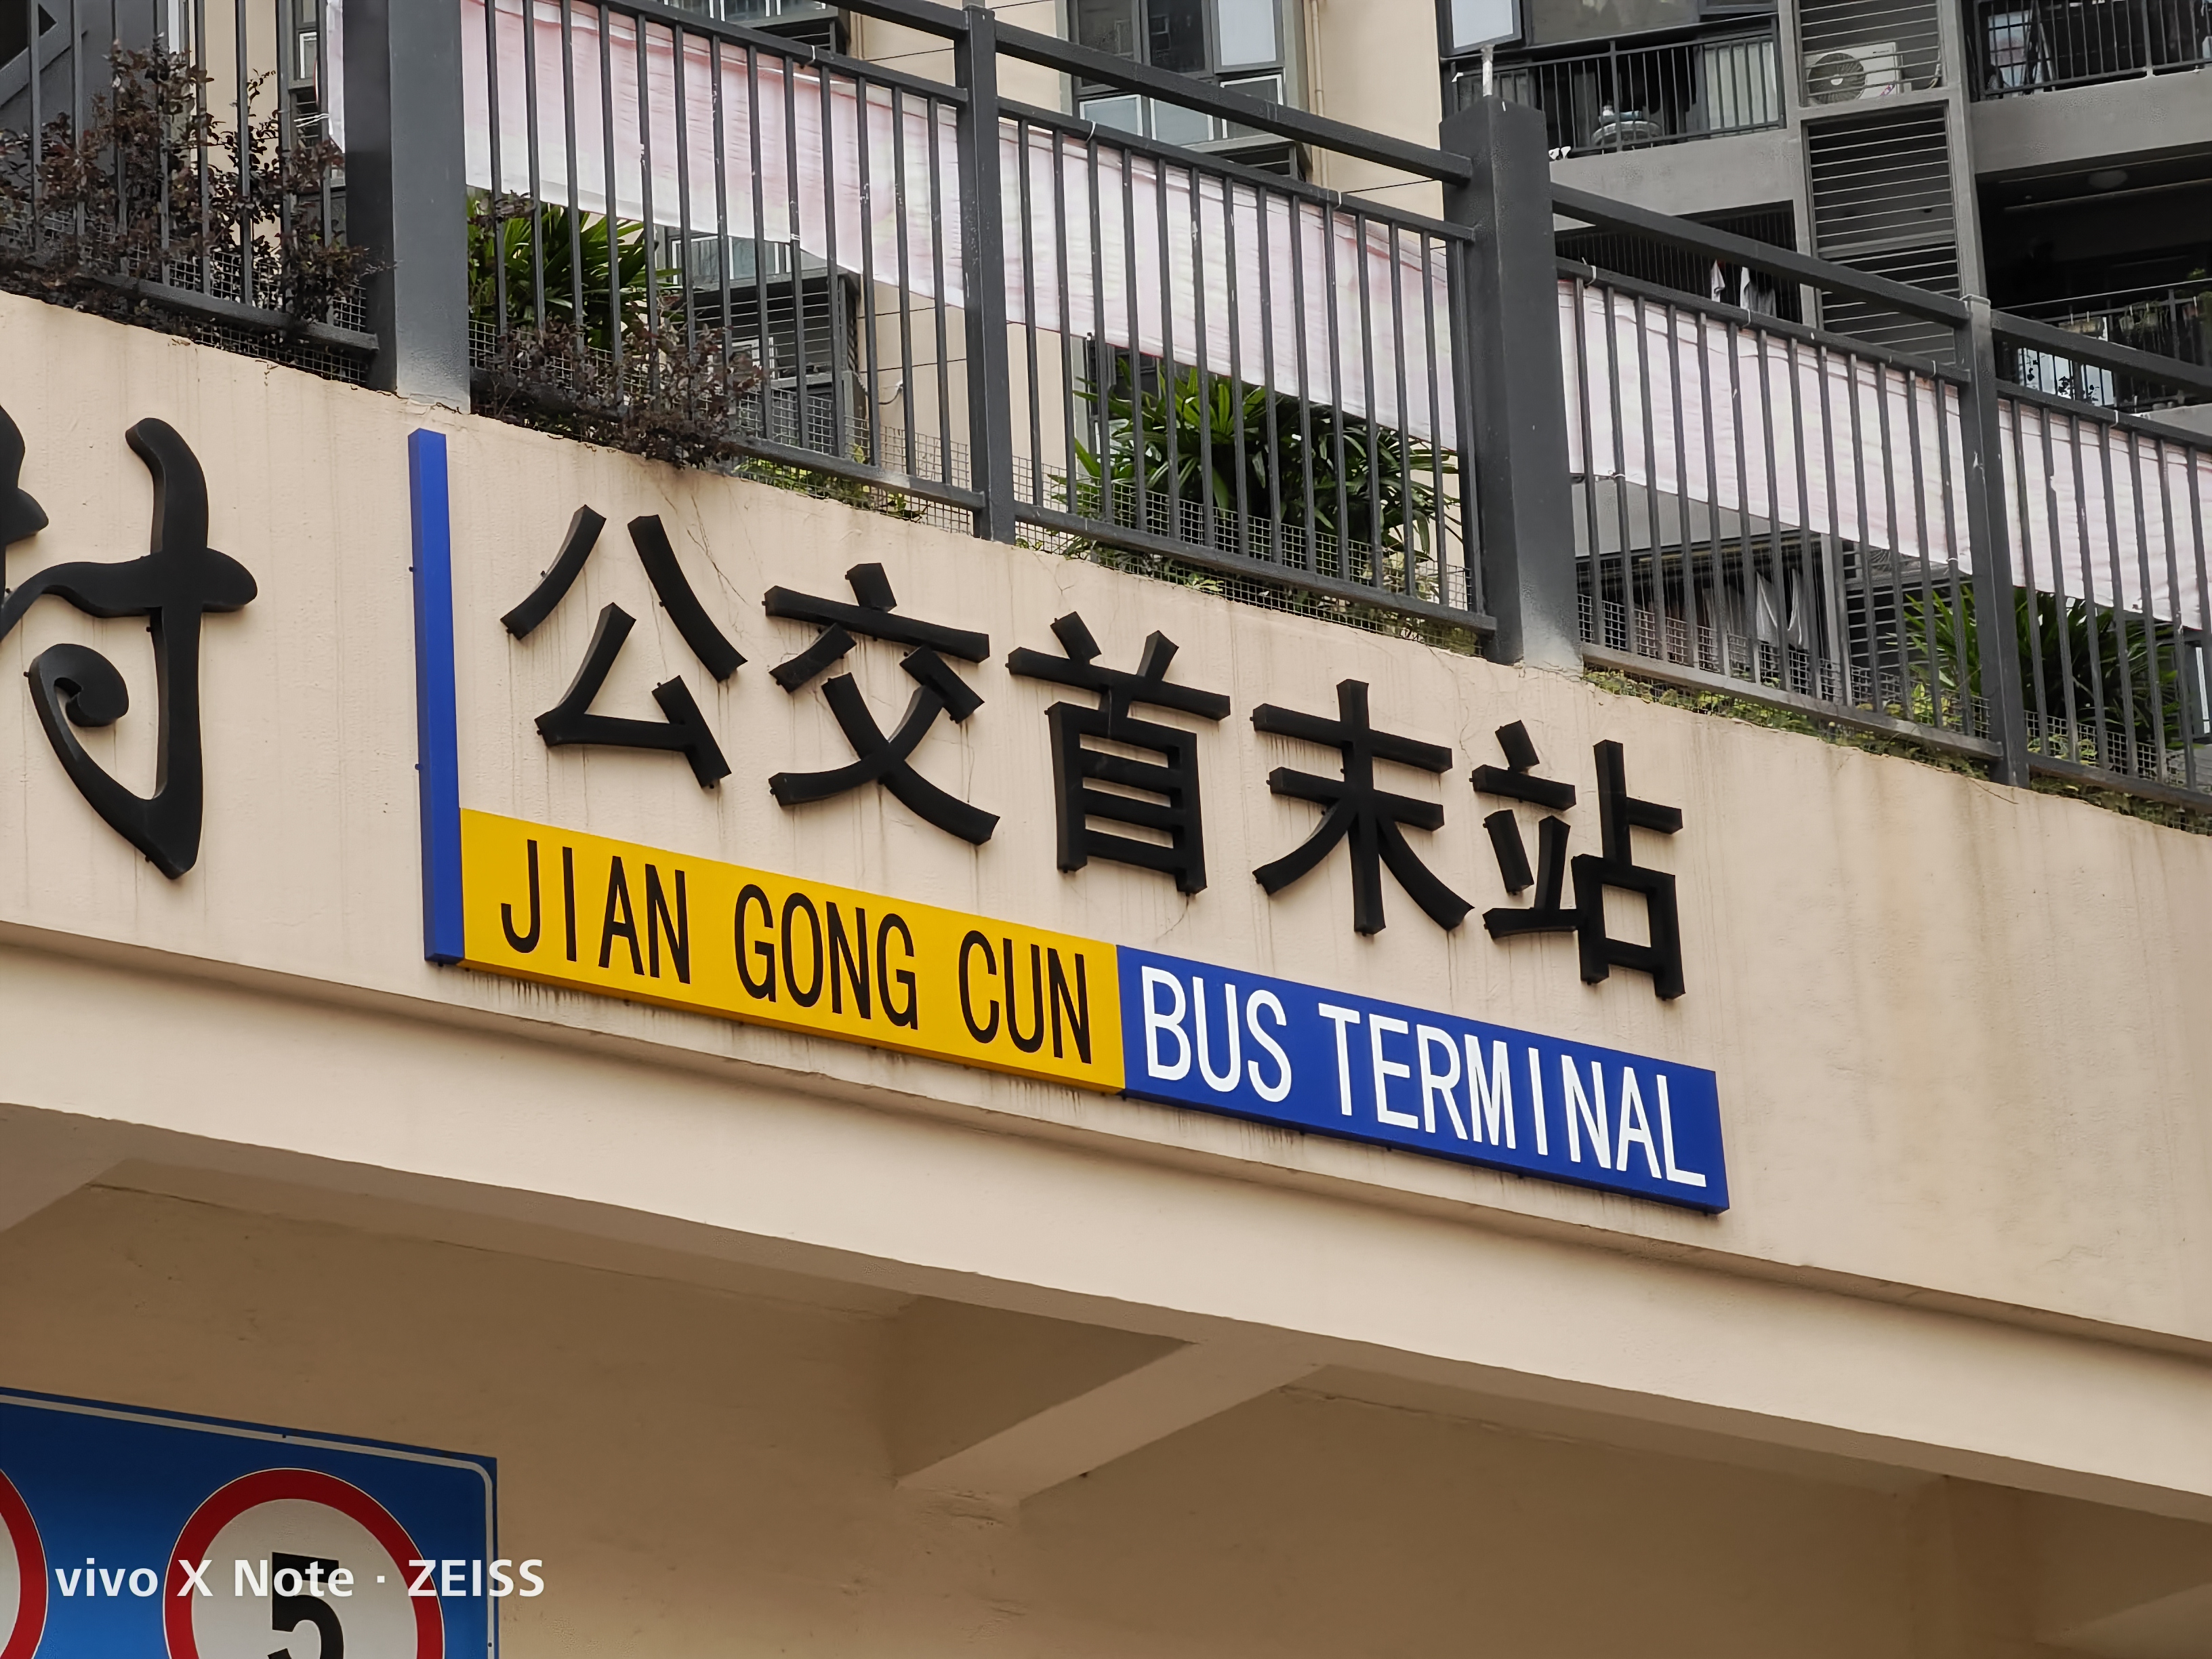 村
公交首末站
JIAN GONG CUN BUS TERMINAL
5
vivo X Note · ZEISS